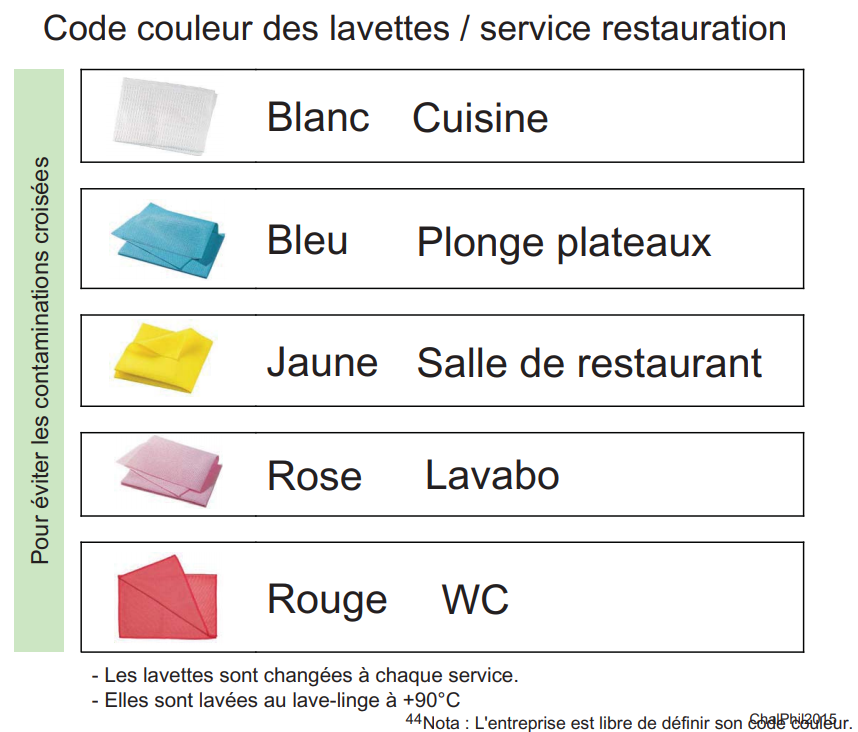 Code couleur des lavettes / service restauration
Pour éviter les contaminations croisées
Blanc Cuisine
Bleu Plonge plateaux
Jaune Salle de restaurant
Rose Lavabo
Rouge WC
- Les lavettes sont changées à chaque service.
- Elles sont lavées au lave-linge à +90°C
44 Nota : L'entreprise est libre de définir son code couleur.
ChalPhil2015